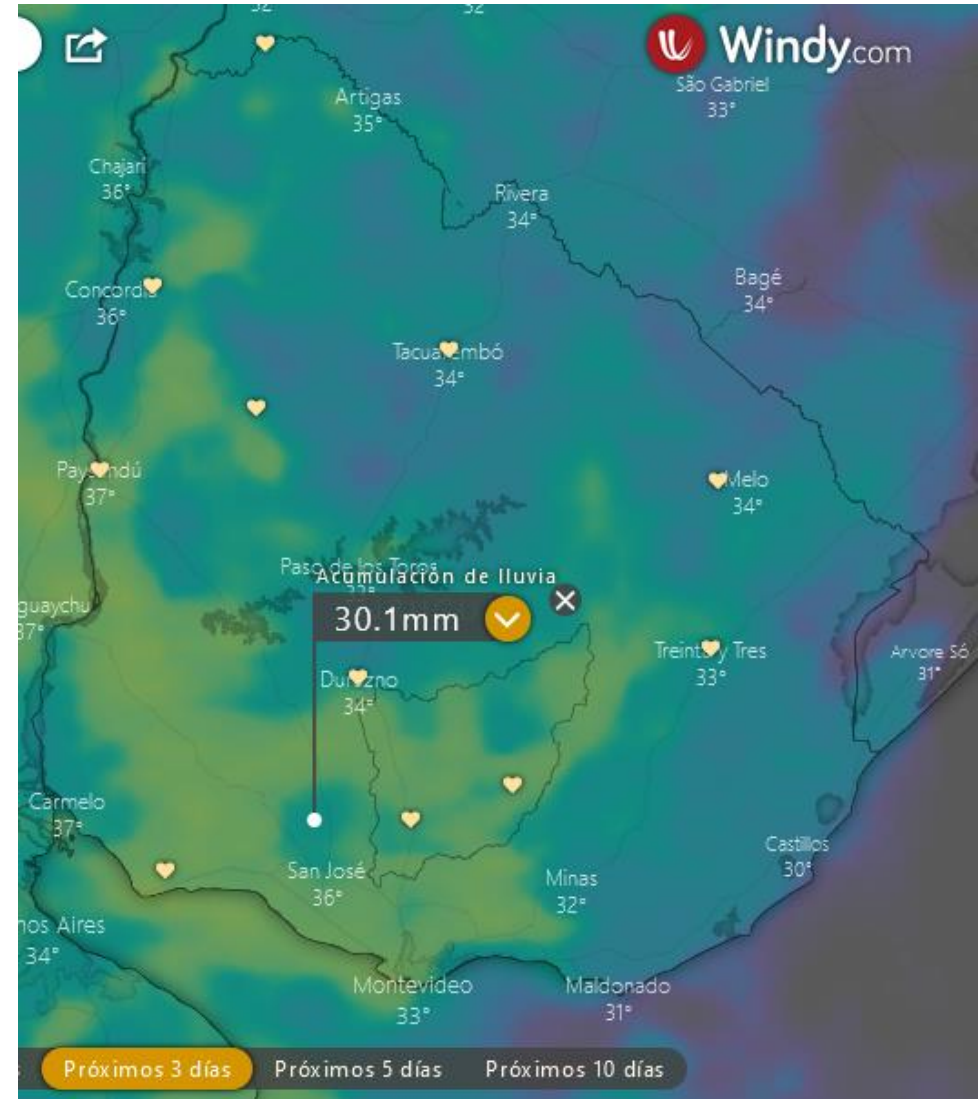 32
32
Windy.com
São Gabriel
33°
Artigas
35°
Chajarí
36°
Rivera
34°
Bagé
34°
Concordia
36°
Tacuarembó
34°
Paysandú
37°
Melo
34°
Paso de los Toros
Acumulación de lluvia
30.1mm
guaychu
37°
Treinta y Tres
33°
Arvore Só
31°
Durazno
34°
Carmelo
37°
Castillos
30°
San José
36°
Minas
32°
nos Aires
34°
Montevideo
33°
Maldonado
31°
s
Próximos 3 días
Próximos 5 días
Próximos 10 días